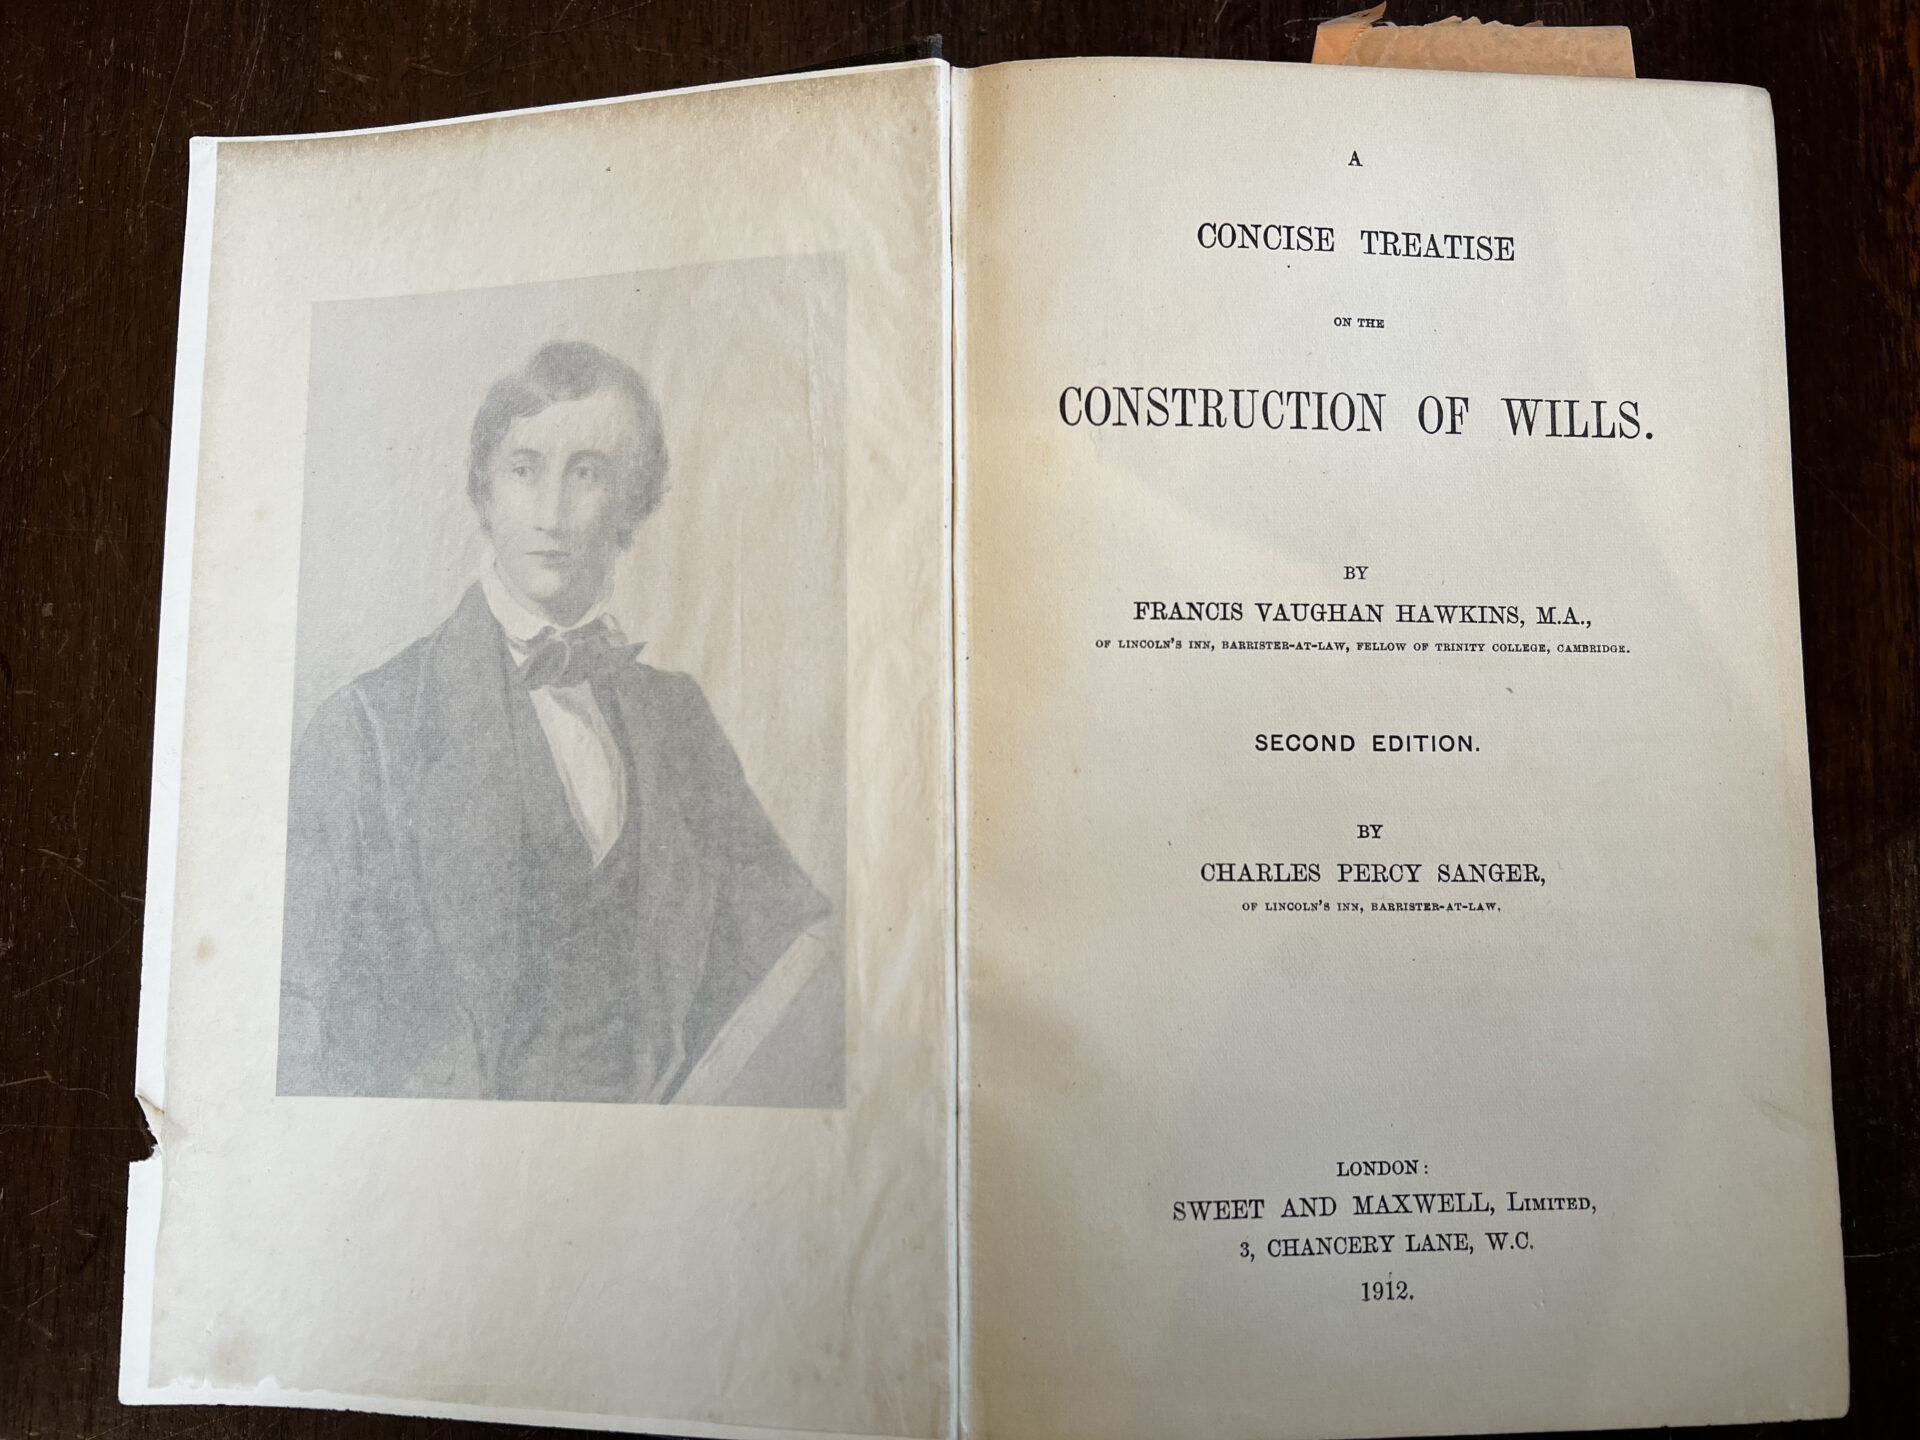 A
CONCISE TREATISE
ON THE
CONSTRUCTION OF WILLS.
BY
FRANCIS VAUGHAN HAWKINS, M.A.,
OF LINCOLN'S INN, BARRISTER-AT-LAW, FELLOW OF TRINITY COLLEGE, CAMBRIDGE.
SECOND EDITION.
BY
CHARLES PERCY SANGER,
OF LINCOLN'S INN, BARRISTER-AT-LAW.
LONDON:
SWEET AND MAXWELL, LIMITED,
3, CHANCERY LANE, W.C.
1912.